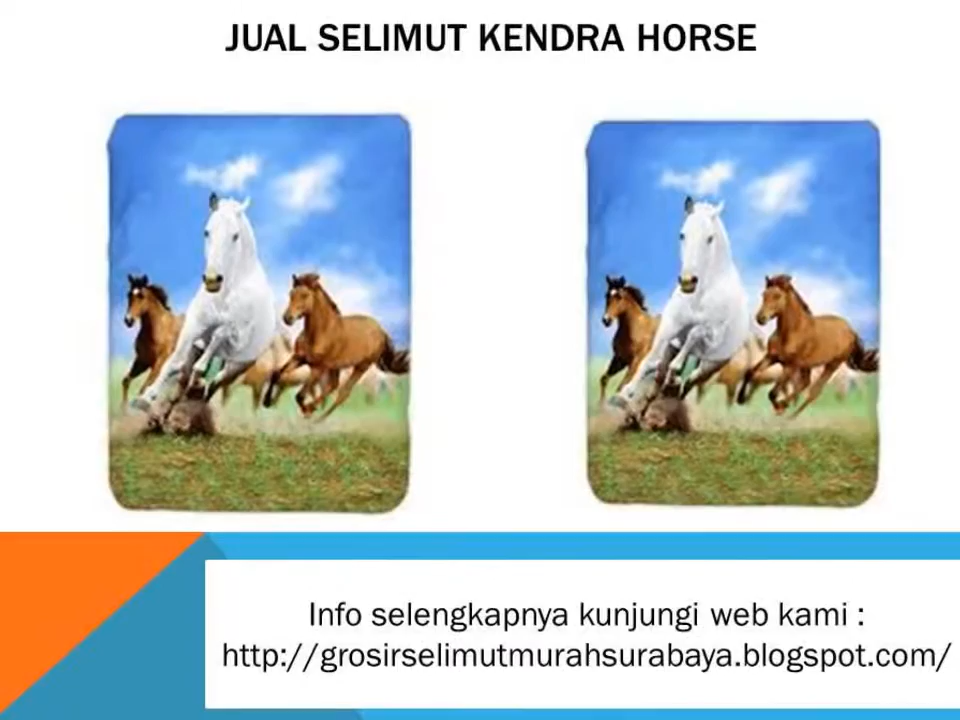 JUAL SELIMUT KENDRA HORSE
Info selengkapnya kunjungi web kami :
http://grosirselimutmurahsurabaya.blogspot.com/